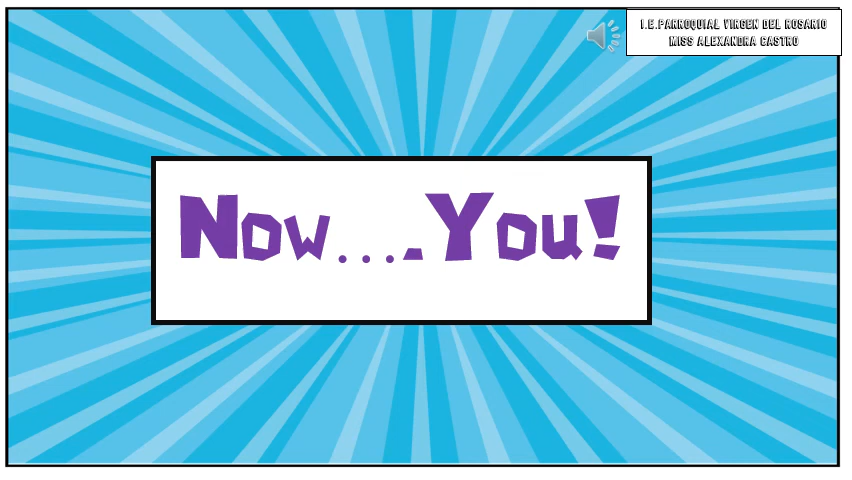 I.E.PARROQUIAL VIRGEN DEL ROSARIO
MISS ALEXANDRA CASTRO
Now....You!